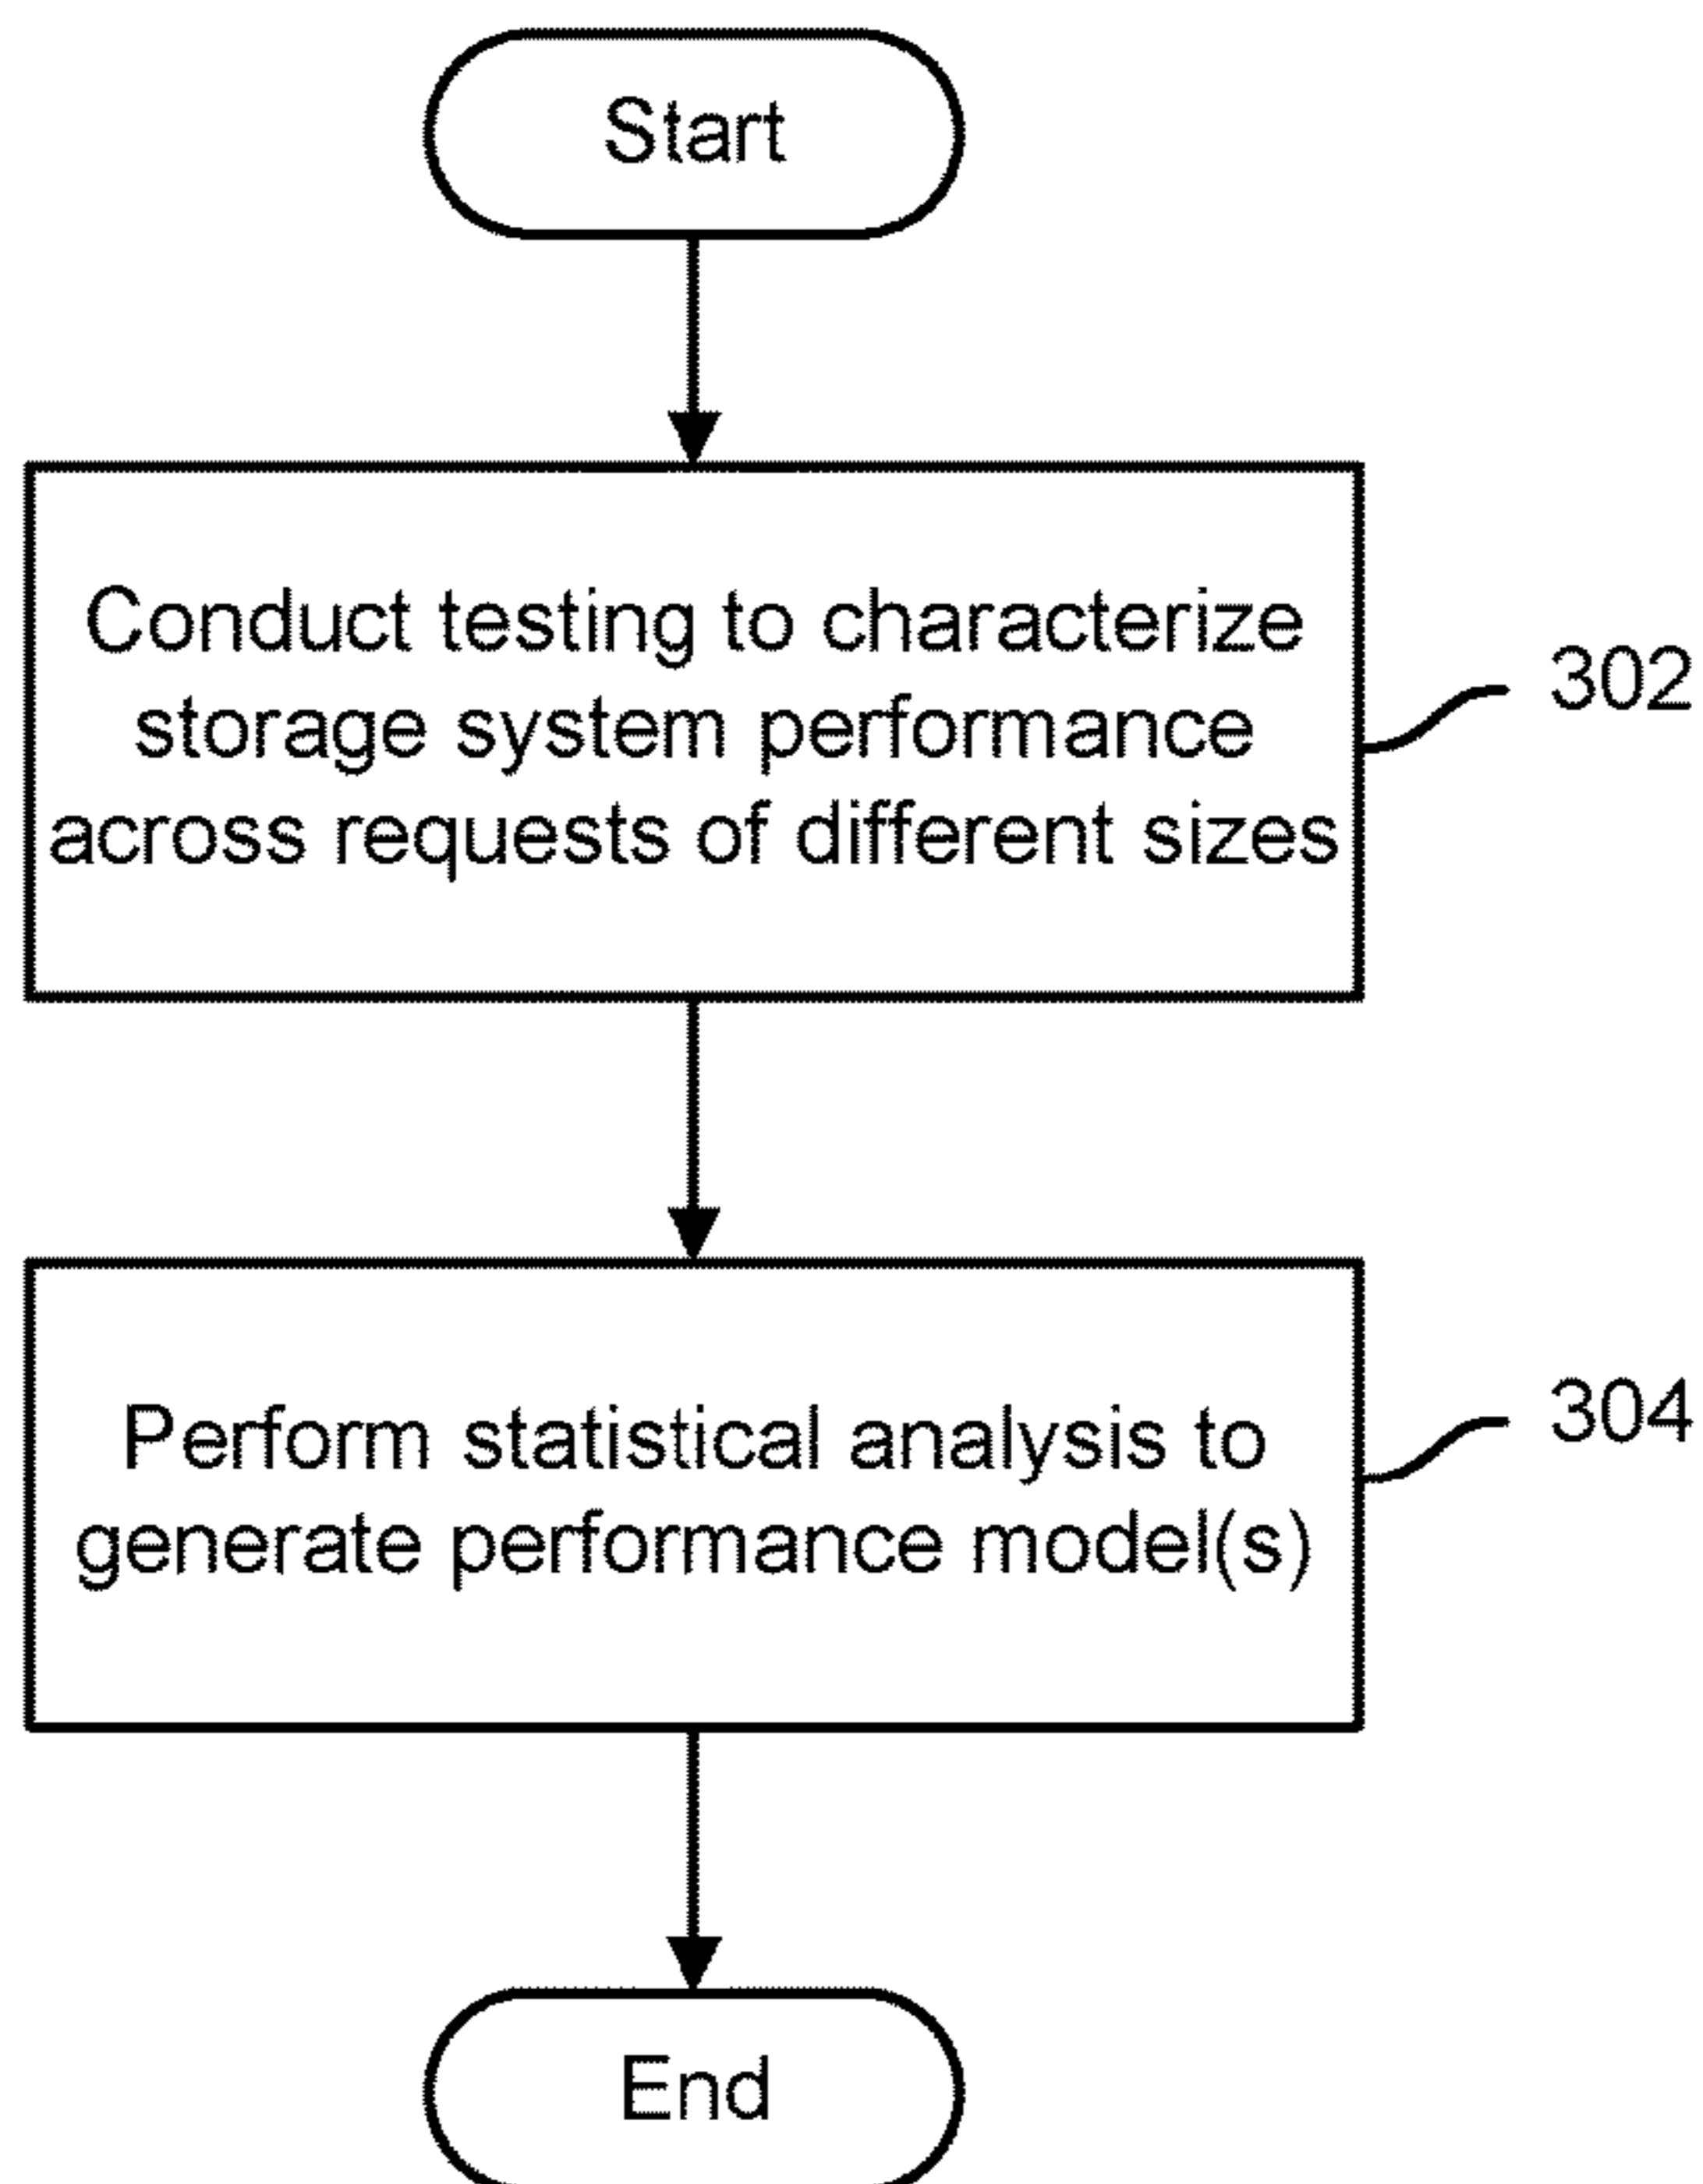 Start
Conduct testing to characterize
storage system performance
across requests of different sizes
302
Perform statistical analysis to
generate performance model(s)
304
End